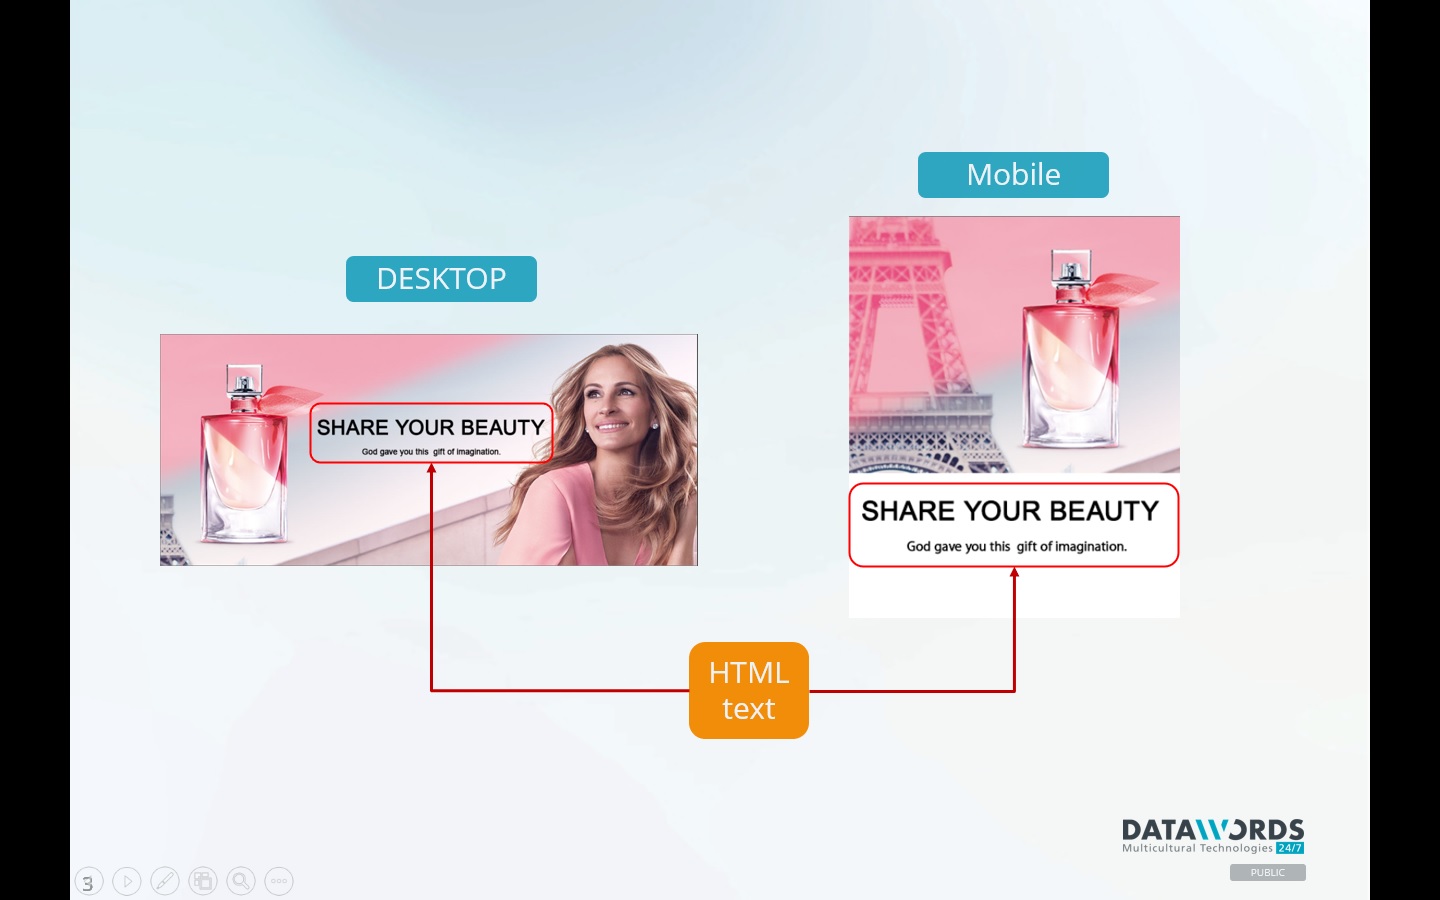 Mobile
DESKTOP
SHARE YOUR BEAUTY
God gave you this gift of imagination.
SHARE YOUR BEAUTY
God gave you this gift of imagination.
HTML
text
DATAWORDS
Multicultural Technologies 24/7
PUBLIC
3